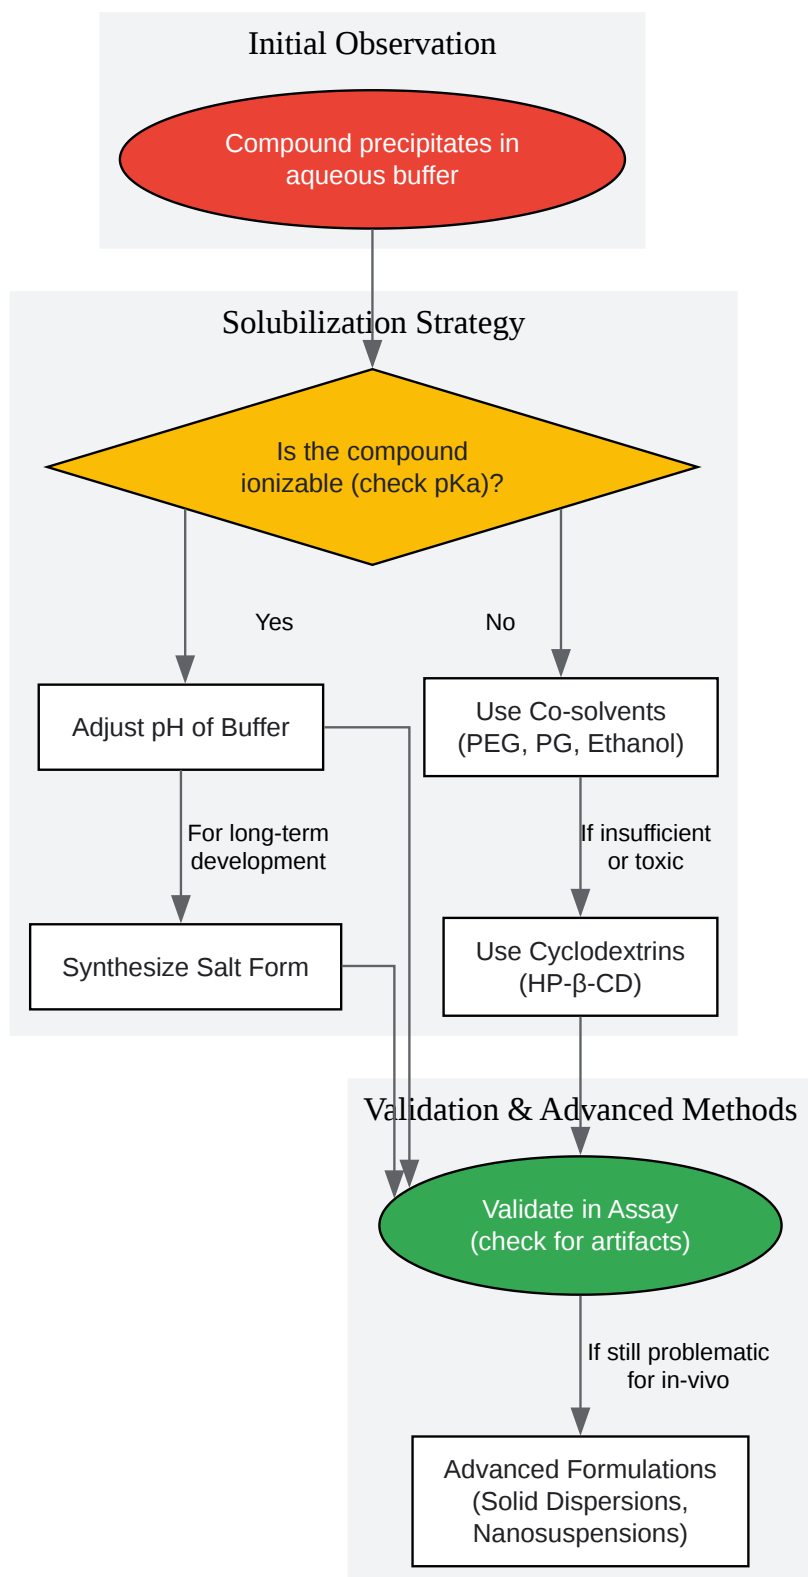 Initial Observation
Compound precipitates in
aqueous buffer
Solubilization Strategy
Is the compound
ionizable (check pKa)?
Yes
No
Adjust pH of Buffer
Use Co-solvents
(PEG, PG, Ethanol)
For long-term
development
If insufficient
or toxic
Synthesize Salt Form
Use Cyclodextrins
(HP-β-CD)
Validation & Advanced Methods
Validate in Assay
(check for artifacts)
If still problematic
for in-vivo
Advanced Formulations
(Solid Dispersions,
Nanosuspensions)